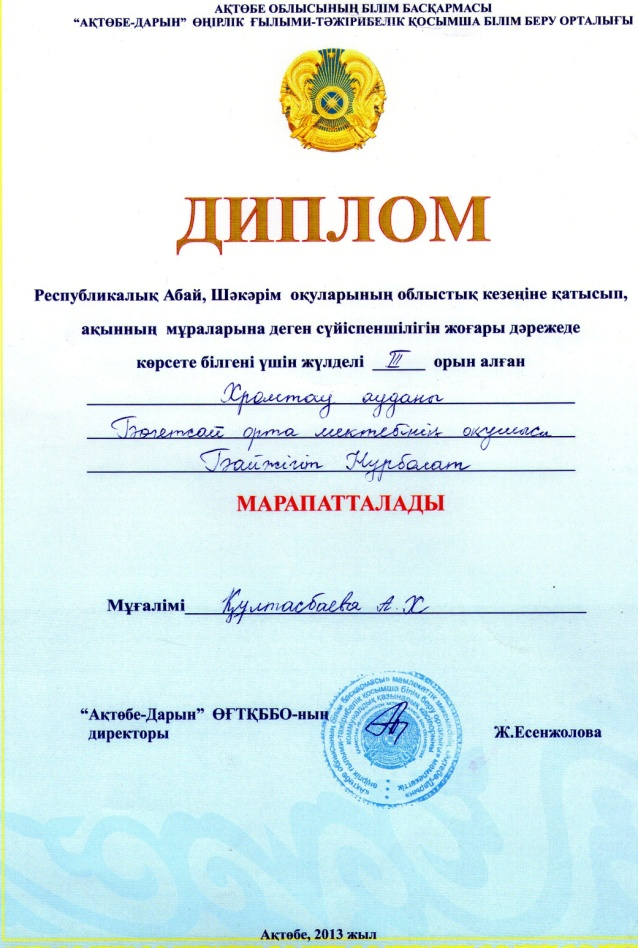 АҚТӨБЕ ОБЛЫСЫНЫҢ БІЛІМ БАСҚАРМАСЫ
“АҚТӨБЕ-ДАРЫН” ӨҢІРЛІК ҒЫЛЫМИ-ТӘЖІРИБЕЛІК ҚОСЫМША БІЛІМ БЕРУ ОРТАЛЫҒЫ
ДИПЛОМ
Республикалық Абай, Шәкәрім оқуларының облыстық кезеңіне қатысып,
ақынның мұраларына деген сүйіспеншілігін жоғары дәрежеде
көрсете білгені үшін жүлделі III орын алған
Хромтау ауданы
Бөгетсай орта мектебінің оқушысы
Байжігіт Нұрболат
МАРАПАТТАЛАДЫ
Мұғалімі Құлтасбаева А.Х
“Ақтөбе-Дарын” ӨҒТҚББО-ның
директоры
Ж.Есенжолова
Ақтөбе, 2013 жыл